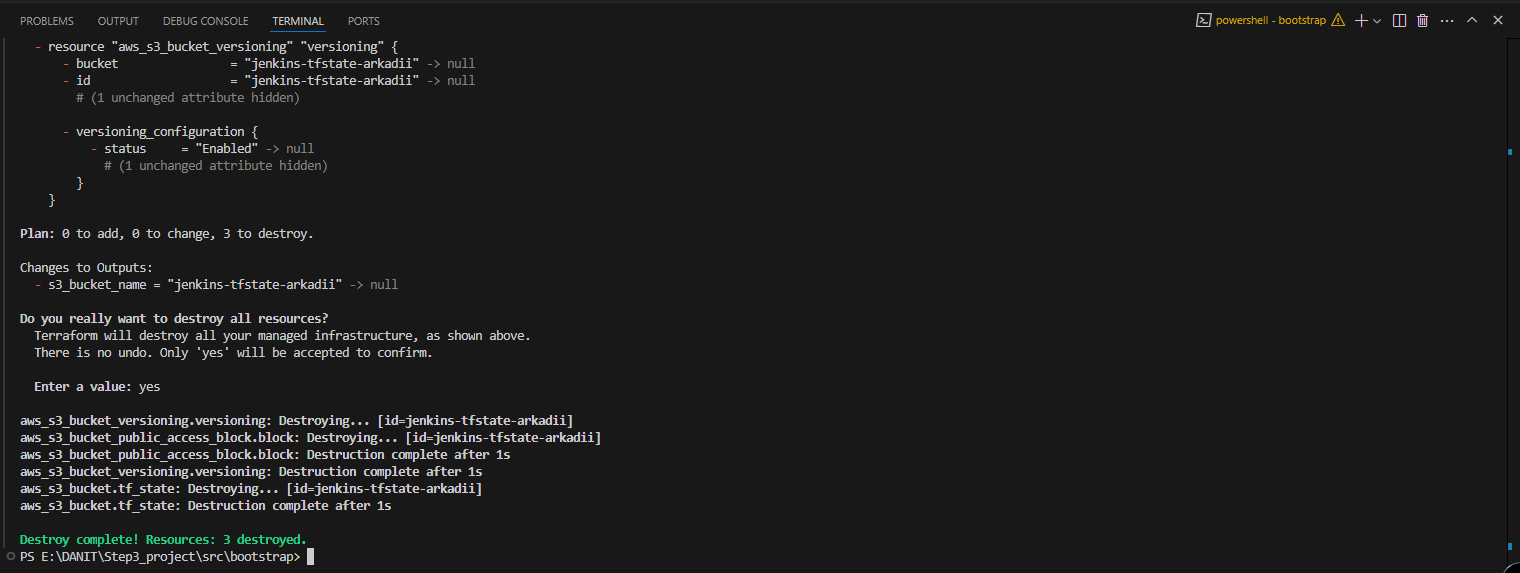 PROBLEMS OUTPUT DEBUG CONSOLE TERMINAL PORTS powershell - bootstrap
- resource "aws_s3_bucket_versioning" "versioning" {
- bucket = "jenkins-tfstate-arkadii" -> null
- id = "jenkins-tfstate-arkadii" -> null
# (1 unchanged attribute hidden)
- versioning_configuration {
- status = "Enabled" -> null
# (1 unchanged attribute hidden)
}
}
Plan: 0 to add, 0 to change, 3 to destroy.
Changes to Outputs:
- s3_bucket_name = "jenkins-tfstate-arkadii" -> null
Do you really want to destroy all resources?
Terraform will destroy all your managed infrastructure, as shown above.
There is no undo. Only 'yes' will be accepted to confirm.
Enter a value: yes
aws_s3_bucket_versioning.versioning: Destroying... [id=jenkins-tfstate-arkadii]
aws_s3_bucket_public_access_block.block: Destroying... [id=jenkins-tfstate-arkadii]
aws_s3_bucket_public_access_block.block: Destruction complete after 1s
aws_s3_bucket_versioning.versioning: Destruction complete after 1s
aws_s3_bucket.tf_state: Destroying... [id=jenkins-tfstate-arkadii]
aws_s3_bucket.tf_state: Destruction complete after 1s
Destroy complete! Resources: 3 destroyed.
PS E:\DANIT\Step3_project\src\bootstrap>